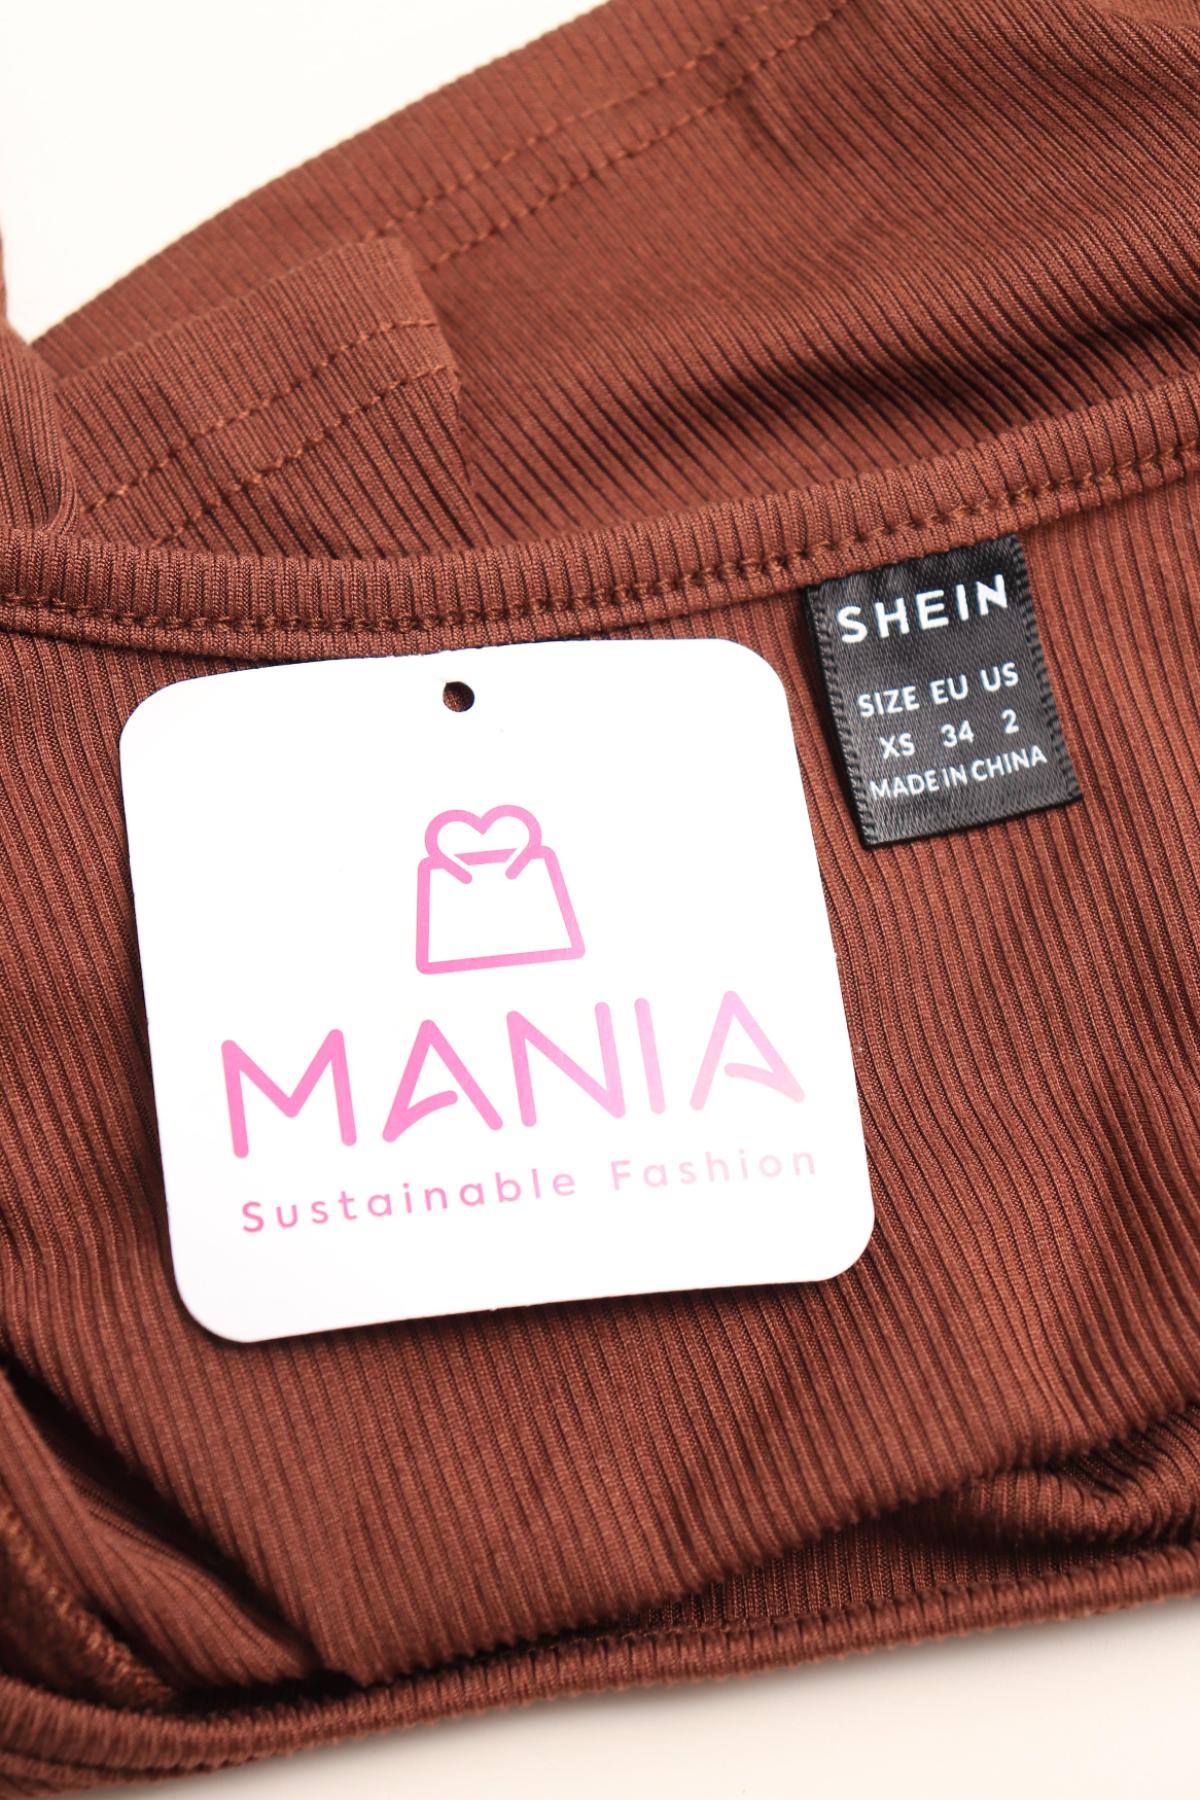 SHEIN
SIZE EU US
XS 34 2
MADE IN CHINA
MANIA
Sustainable Fashion